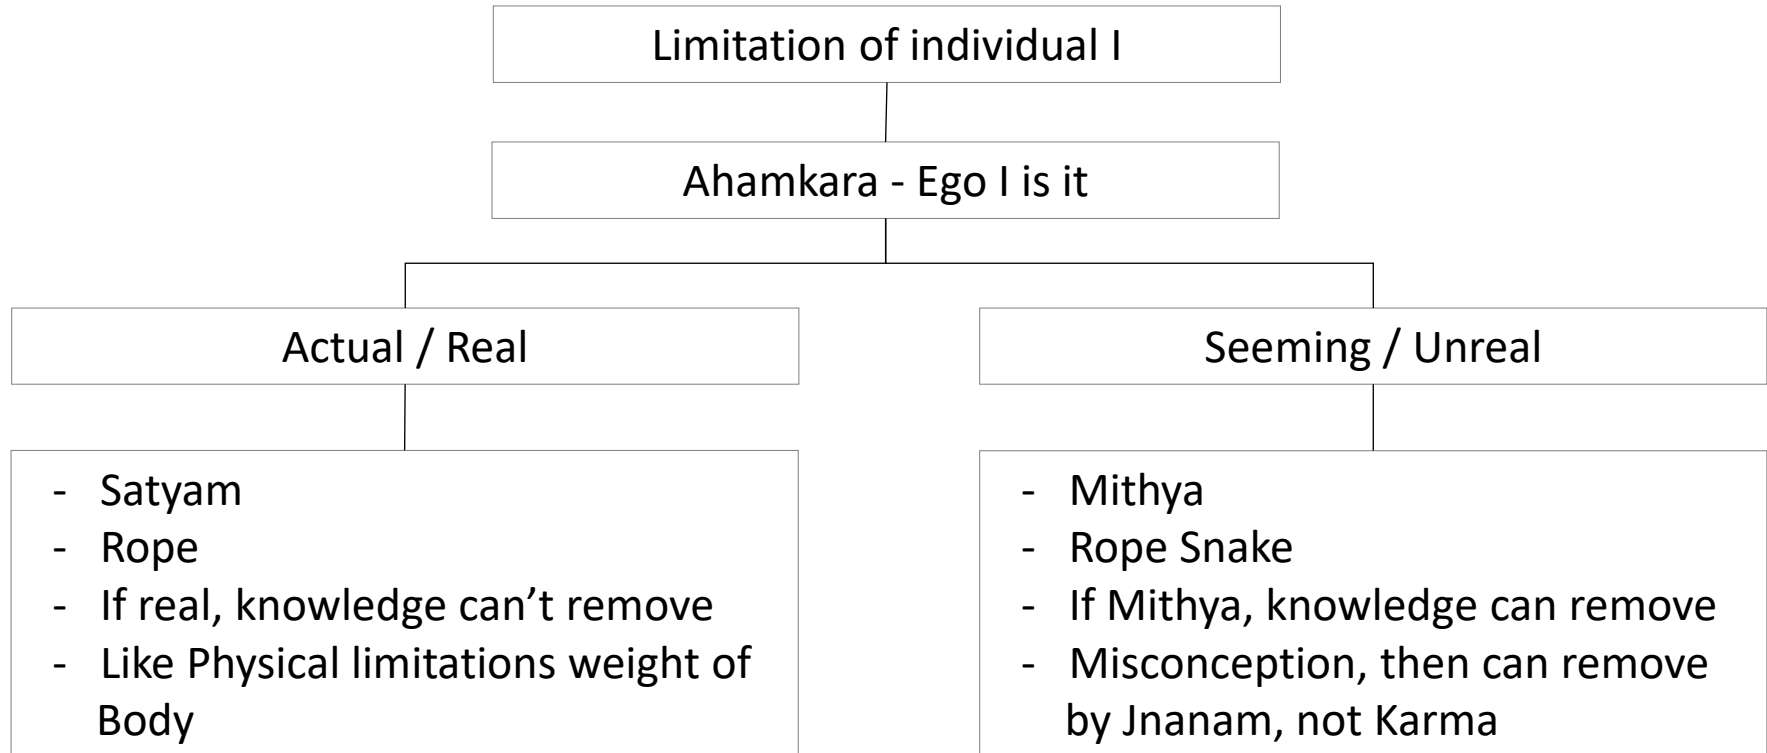 Limitation of individual I
Ahamkara - Ego I is it
Actual / Real
Seeming / Unreal
- Satyam
- Rope
- If real, knowledge can’t remove
- Like Physical limitations weight of
Body
- Mithya
- Rope Snake
- If Mithya, knowledge can remove
- Misconception, then can remove
by Jnanam, not Karma